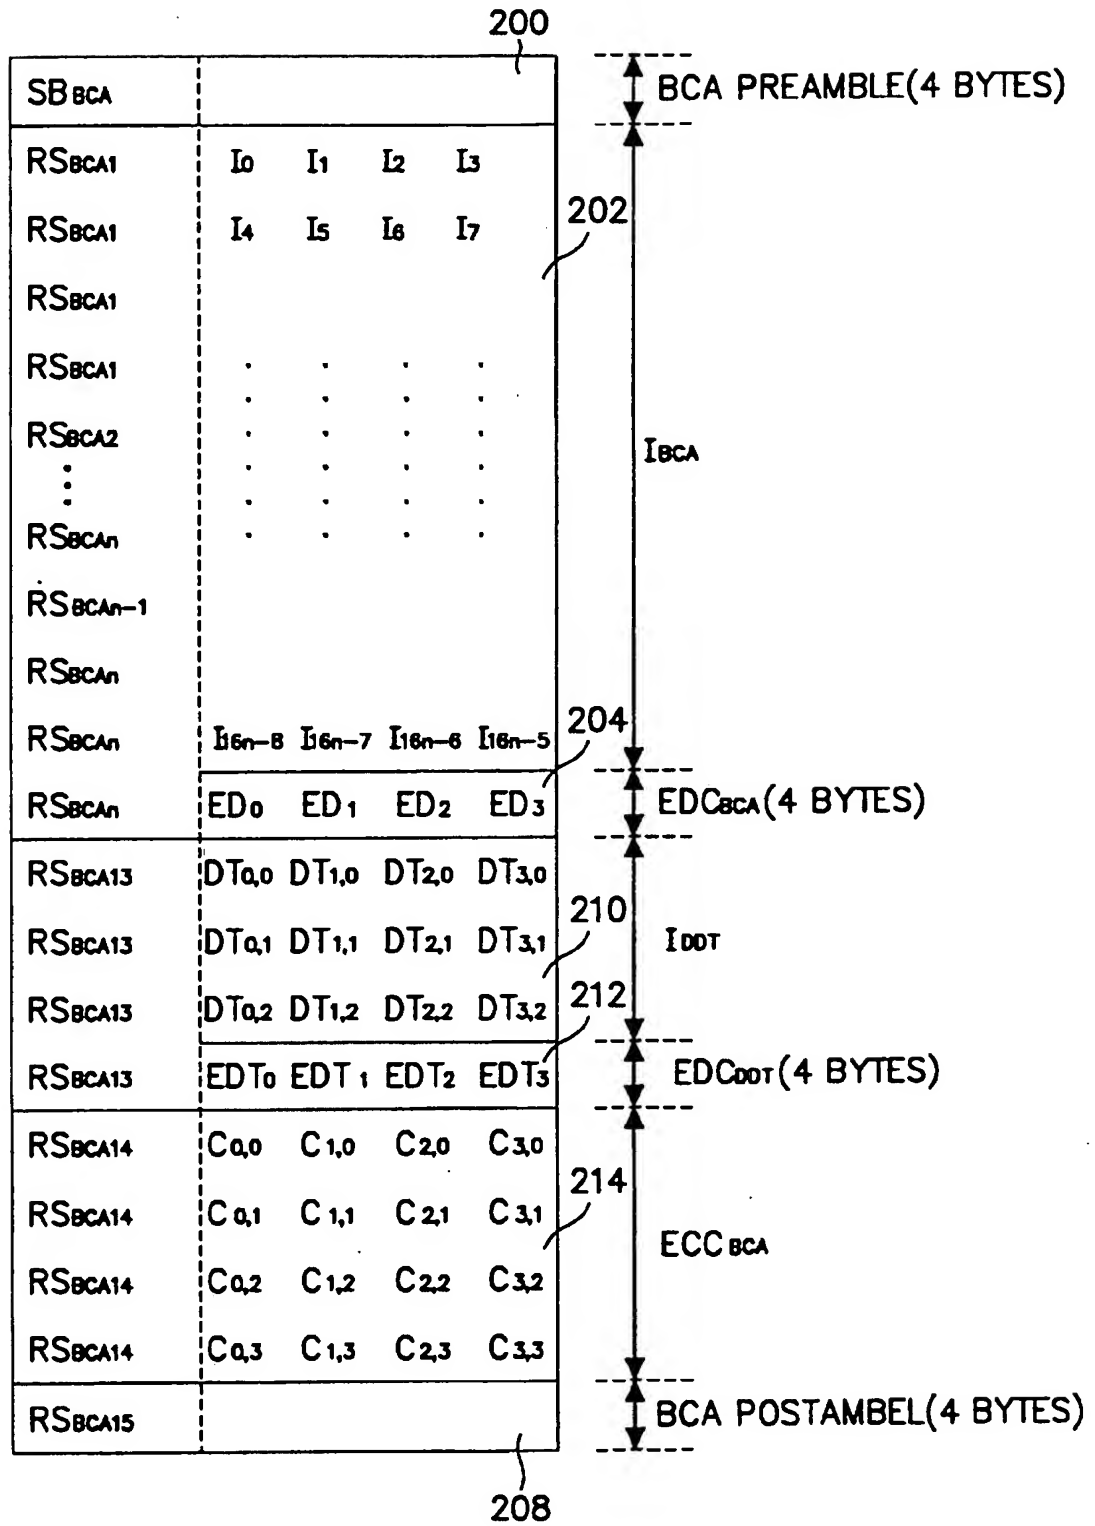 200
SBBCA BCA PREAMBLE(4 BYTES)
RSBCA1 I0 I1 I2 I3
202
RSBCA1 I4 I5 I6 I7
RSBCA1
RSBCA1
RSBCA2 IBCA
RSBCAn
RSBCAn-1
RSBCAn
204
RSBCAn I16n-8 I16n-7 I16n-6 I16n-5
RSBCAn ED0 ED1 ED2 ED3 EDCBCA(4 BYTES)
RSBCA13 DT0,0 DT1,0 DT2,0 DT3,0
210
RSBCA13 DT0,1 DT1,1 DT2,1 DT3,1 IDDT
212
RSBCA13 DT0,2 DT1,2 DT2,2 DT3,2
RSBCA13 EDT0 EDT1 EDT2 EDT3 EDCDDT(4 BYTES)
RSBCA14 C0,0 C1,0 C2,0 C3,0
214
RSBCA14 C0,1 C1,1 C2,1 C3,1
ECCBCA
RSBCA14 C0,2 C1,2 C2,2 C3,2
RSBCA14 C0,3 C1,3 C2,3 C3,3
RSBCA15 BCA POSTAMBEL(4 BYTES)
208